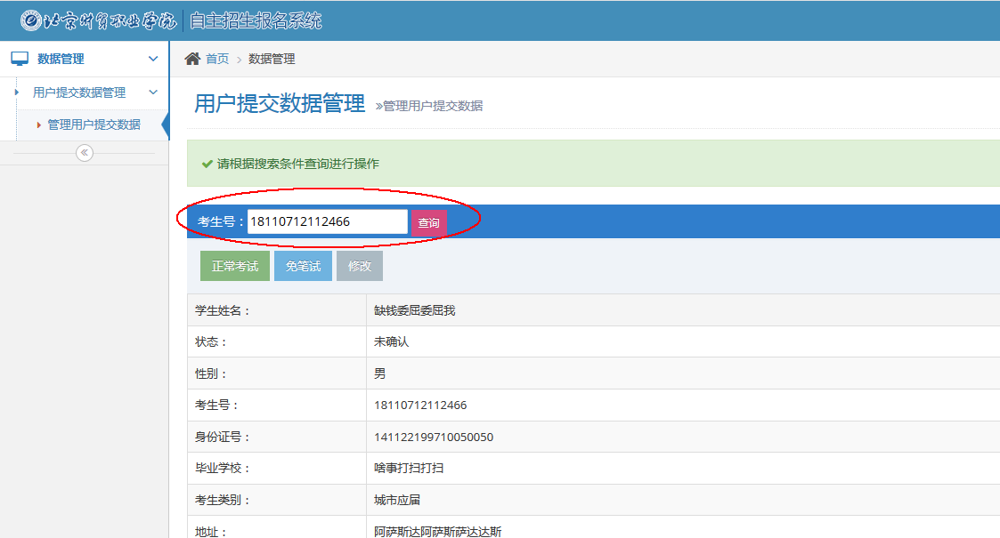 北京财贸职业学院 自主招生报名系统
数据管理
首页 > 数据管理
用户提交数据管理
管理用户提交数据
用户提交数据管理 »管理用户提交数据
请根据搜索条件查询进行操作
考生号：18110712112466 查询
正常考试 免笔试 修改
学生姓名： 缺钱委屈委屈我
状态： 未确认
性别： 男
考生号： 18110712112466
身份证号： 141122199710050050
毕业学校： 啥事打扫打扫
考生类别： 城市应届
地址： 阿萨斯达阿萨斯萨达达斯